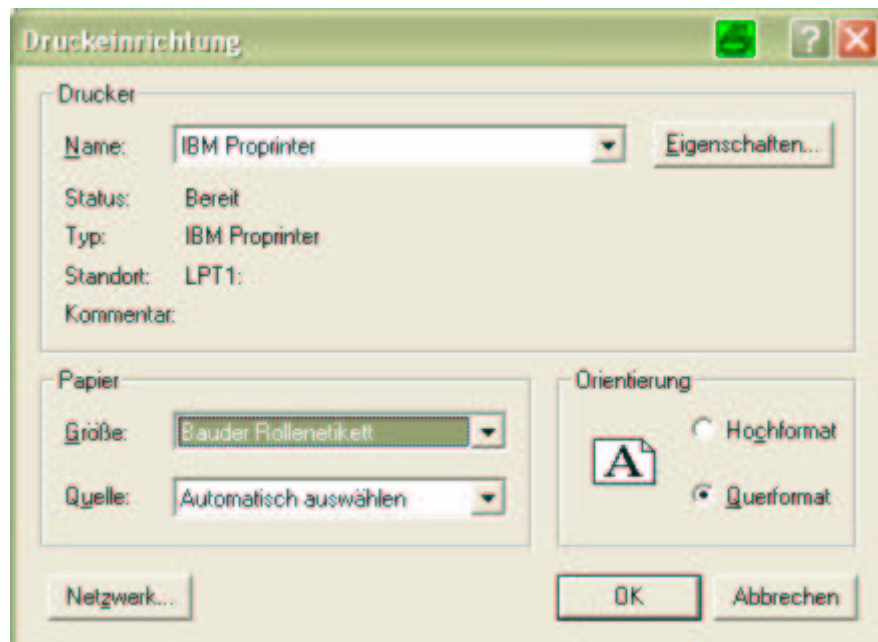 Druckeinrichtung
Drucker
Name: IBM Proprinter Eigenschaften...
Status: Bereit
Typ: IBM Proprinter
Standort: LPT1:
Kommentar:
Papier
Größe: Bauder Rollenetikett
Quelle: Automatisch auswählen
Orientierung
A
Hochformat
Querformat
Netzwerk... OK Abbrechen